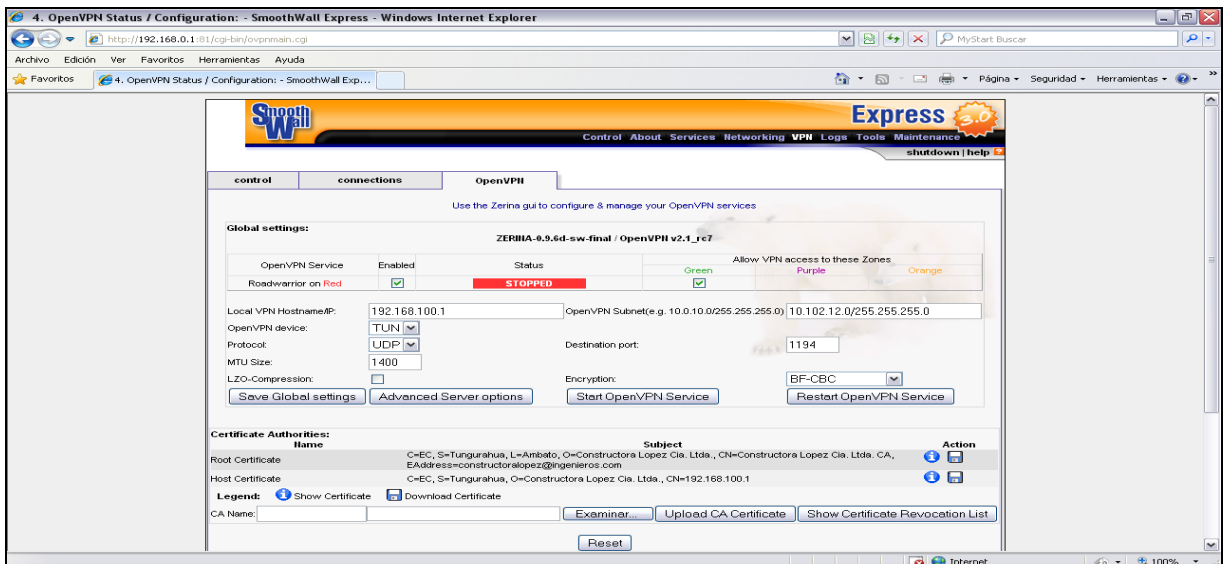 4. OpenVPN Status / Configuration: - SmoothWall Express - Windows Internet Explorer
http://192.168.0.1:81/cgi-bin/ovpnmain.cgi
MyStart Buscar
Archivo Edición Ver Favoritos Herramientas Ayuda
Favoritos 4. OpenVPN Status / Configuration: - SmoothWall Exp... Página Seguridad Herramientas
Smooth Wall
Express 3.0
Control About Services Networking VPN Logs Tools Maintenance
shutdown | help
control connections OpenVPN
Use the Zerina gui to configure & manage your OpenVPN services
Global settings:
ZERINA-0.9.6d-sw-final / OpenVPN v2.1_rc7
OpenVPN Service Enabled Status Allow VPN access to these Zones
Green Purple Orange
Roadwarrior on Red STOPPED
Local VPN Hostname/IP: 192.168.100.1 OpenVPN Subnet(e.g. 10.0.10.0/255.255.255.0) 10.102.12.0/255.255.255.0
OpenVPN device: TUN
Protocol: UDP Destination port: 1194
MTU Size: 1400
LZO-Compression: Encryption: BF-CBC
Save Global settings Advanced Server options Start OpenVPN Service Restart OpenVPN Service
Certificate Authorities:
Name Subject Action
Root Certificate C=EC, S=Tungurahua, L=Ambato, O=Constructora Lopez Cia. Ltda., CN=Constructora Lopez Cia. Ltda. CA,
EAddress=constructoralopez@ingenieros.com
Host Certificate C=EC, S=Tungurahua, O=Constructora Lopez Cia. Ltda., CN=192.168.100.1
Legend: Show Certificate Download Certificate
CA Name: Examinar... Upload CA Certificate Show Certificate Revocation List
Reset
Internet 100%